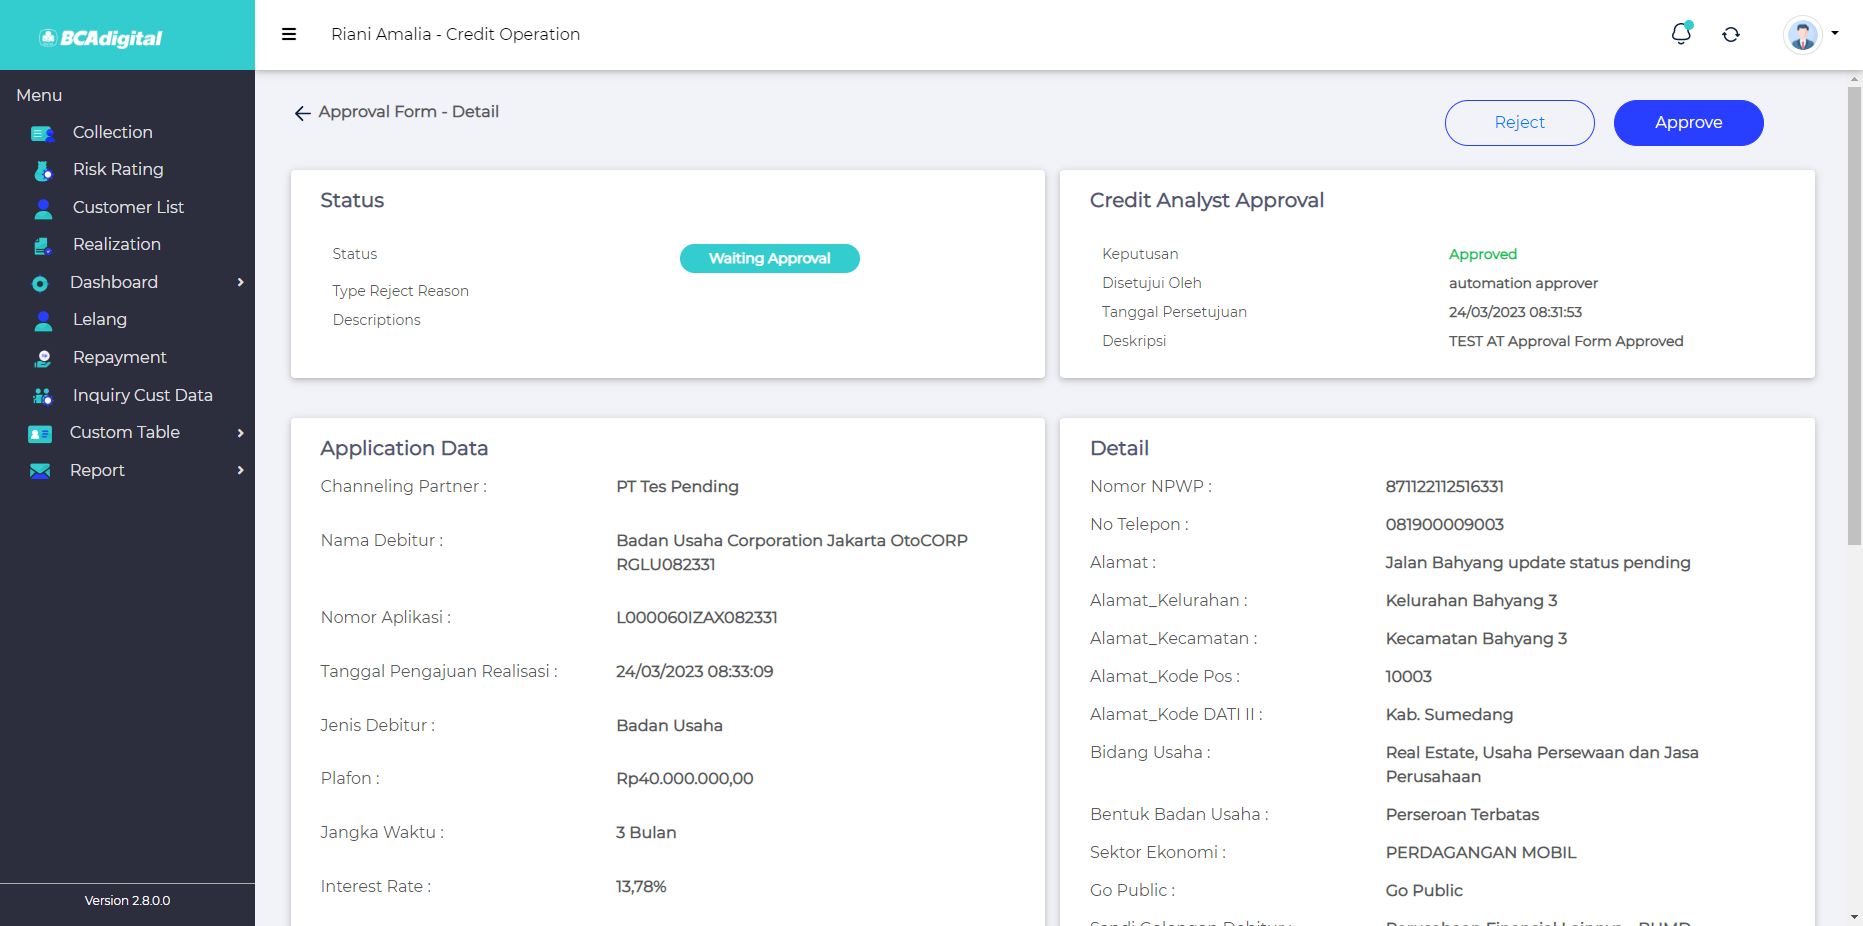 BCAdigital
Riani Amalia - Credit Operation
Menu
Collection
Risk Rating
Customer List
Realization
Dashboard
Lelang
Repayment
Inquiry Cust Data
Custom Table
Report
Version 2.8.0.0
Approval Form - Detail
Reject
Approve
Status
Status Waiting Approval
Type Reject Reason
Descriptions
Credit Analyst Approval
Keputusan Approved
Disetujui Oleh automation approver
Tanggal Persetujuan 24/03/2023 08:31:53
Deskripsi TEST AT Approval Form Approved
Application Data
Channeling Partner : PT Tes Pending
Nama Debitur : Badan Usaha Corporation Jakarta OtoCORP
RGLU082331
Nomor Aplikasi : L000060IZAX082331
Tanggal Pengajuan Realisasi : 24/03/2023 08:33:09
Jenis Debitur : Badan Usaha
Plafon : Rp40.000.000,00
Jangka Waktu : 3 Bulan
Interest Rate : 13,78%
Detail
Nomor NPWP : 871122112516331
No Telepon : 081900009003
Alamat : Jalan Bahyang update status pending
Alamat_Kelurahan : Kelurahan Bahyang 3
Alamat_Kecamatan : Kecamatan Bahyang 3
Alamat_Kode Pos : 10003
Alamat_Kode DATI II : Kab. Sumedang
Bidang Usaha : Real Estate, Usaha Persewaan dan Jasa
Perusahaan
Bentuk Badan Usaha : Perseroan Terbatas
Sektor Ekonomi : PERDAGANGAN MOBIL
Go Public : Go Public
Sandi Golongan Debitur : Perusahaan Financial Lainnya - BUMD